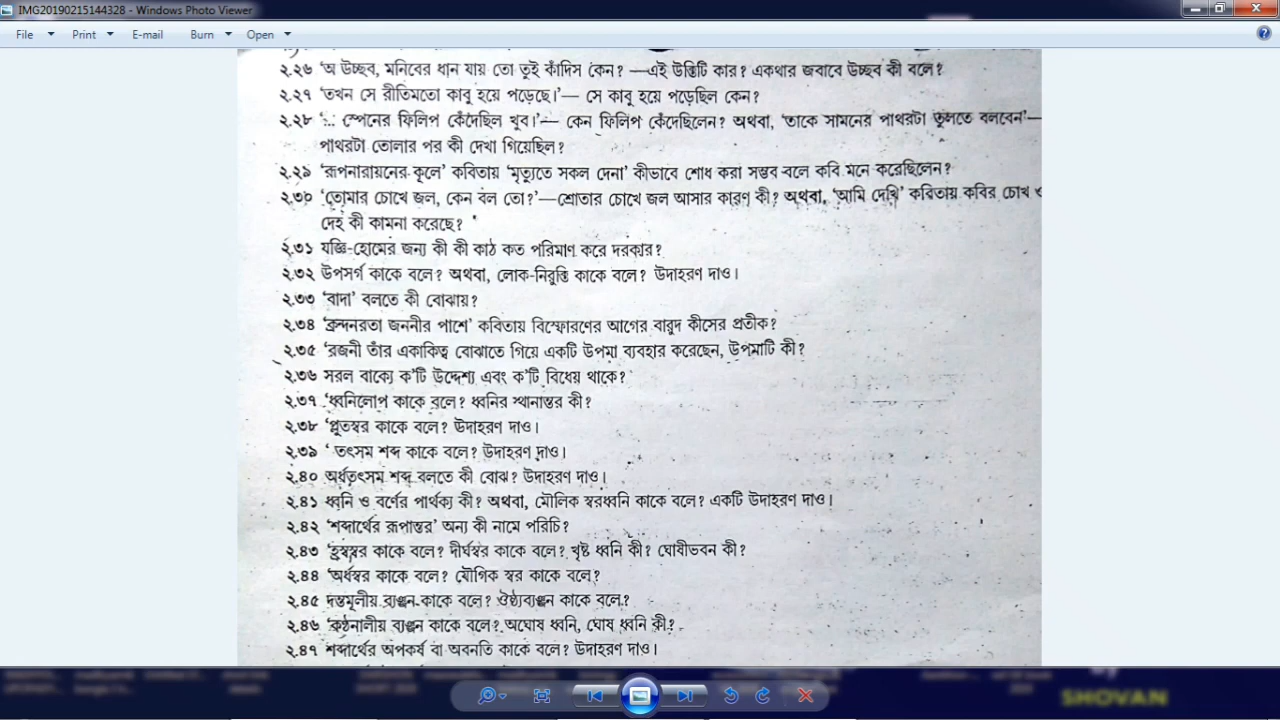 IMG20190215144328 - Windows Photo Viewer
File Print E-mail Burn Open
২.২৬ 'অ উচ্ছব, মনিবের ধান যায় তো তুই কাঁদিস কেন? —এই উক্তিটি কার? একথার জবাবে উচ্ছব কী বলে?
২.২৭ 'তখন সে রীতিমতো কাবু হয়ে পড়েছে।'— সে কাবু হয়ে পড়েছিল কেন?
২.২৮ '... স্পেনের ফিলিপ কেঁদেছিল খুব।'— কেন ফিলিপ কেঁদেছিলেন? অথবা, 'তাকে সামনের পাথরটা তুলতে বলবেন'—
পাথরটা তোলার পর কী দেখা গিয়েছিল?
২.২৯ 'রূপনারায়নের-কূলে' কবিতায় 'মৃত্যুতে সকল দেনা' কীভাবে শোধ করা সম্ভব বলে কবি মনে করেছিলেন?
২.৩০ 'তোমার চোখে জল, কেন বল তো?'—শ্রোতার চোখে জল আসার কারণ কী? অথবা, 'আমি দেখি' কবিতায় কবির চোখ ও
দেহ কী কামনা করেছে?
২.৩১ যজ্ঞি-হোমের জন্য কী কী কাঠ কত পরিমাণ করে দরকার?
২.৩২ উপসর্গ কাকে বলে? অথবা, লোক-নিরুক্তি কাকে বলে? উদাহরণ দাও।
২.৩৩ 'বাদা' বলতে কী বোঝায়?
২.৩৪ 'ক্রন্দনরতা জননীর পাশে' কবিতায় বিস্ফোরণের আগের বারুদ কীসের প্রতীক?
২.৩৫ 'রজনী তাঁর একাকিত্ব বোঝাতে গিয়ে একটি উপমা ব্যবহার করেছেন, উপমাটি কী?
২.৩৬ সরল বাক্যে ক'টি উদ্দেশ্য এবং ক'টি বিধেয় থাকে?
২.৩৭ 'ধ্বনিলোপ কাকে বলে? ধ্বনির স্থানান্তর কী?
২.৩৮ 'প্লুতস্বর কাকে বলে? উদাহরণ দাও।
২.৩৯ ' তৎসম শব্দ কাকে বলে? উদাহরণ দাও।
২.৪০ অর্ধতৎসম শব্দ বলতে কী বোঝ? উদাহরণ দাও।
২.৪১ ধ্বনি ও বর্ণের পার্থক্য কী? অথবা, মৌলিক স্বরধ্বনি কাকে বলে? একটি উদাহরণ দাও।
২.৪২ 'শব্দার্থের রূপান্তর' অন্য কী নামে পরিচি?
২.৪৩ 'হ্রস্বস্বর কাকে বলে? দীর্ঘস্বর কাকে বলে? খৃষ্ট ধ্বনি কী? ঘোষীভবন কী?
২.৪৪ 'অর্ধস্বর কাকে বলে? যৌগিক স্বর কাকে বলে?
২.৪৫ দন্তমূলীয় ব্যঞ্জন-কাকে বলে? ঔষ্ঠ্যব্যঞ্জন কাকে বলে?
২.৪৬ 'কণ্ঠনালীয় ব্যঞ্জন কাকে বলে? অঘোষ ধ্বনি, ঘোষ ধ্বনি কী?
২.৪৭ শব্দার্থের অপকর্ষ বা অবনতি কাকে বলে? উদাহরণ দাও।
SHOVAN